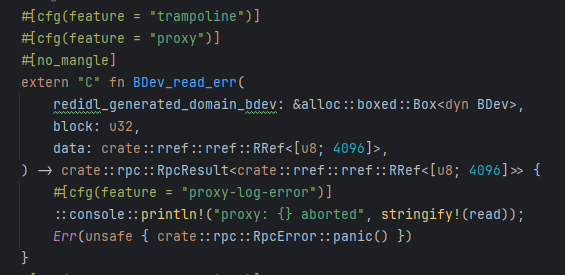 #[cfg(feature = "trampoline")]
#[cfg(feature = "proxy")]
#[no_mangle]
extern "C" fn BDev_read_err(
    redidl_generated_domain_bdev: &alloc::boxed::Box<dyn BDev>,
    block: u32,
    data: crate::rref::rref::RRef<[u8; 4096]>,
) -> crate::rpc::RpcResult<crate::rref::rref::RRef<[u8; 4096]>> {
    #[cfg(feature = "proxy-log-error")]
    ::console::println!("proxy: {} aborted", stringify!(read));
    Err(unsafe { crate::rpc::RpcError::panic() })
}